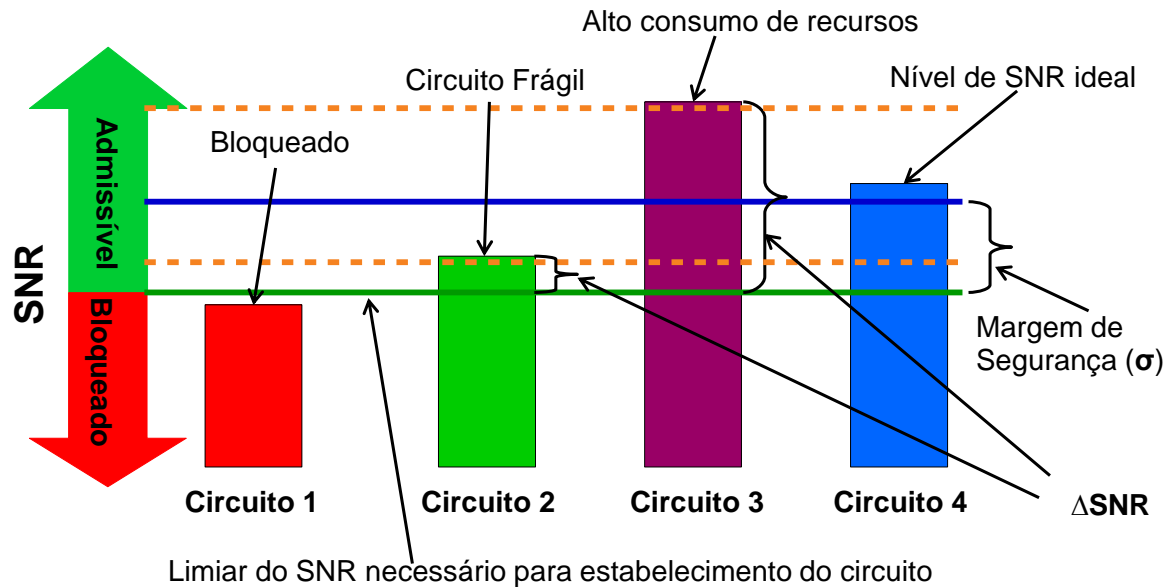 Alto consumo de recursos
Circuito Frágil
Nível de SNR ideal
Bloqueado
SNR
Admissível
Bloqueado
Margem de
Segurança (σ)
Circuito 1
Circuito 2
Circuito 3
Circuito 4
∆SNR
Limiar do SNR necessário para estabelecimento do circuito